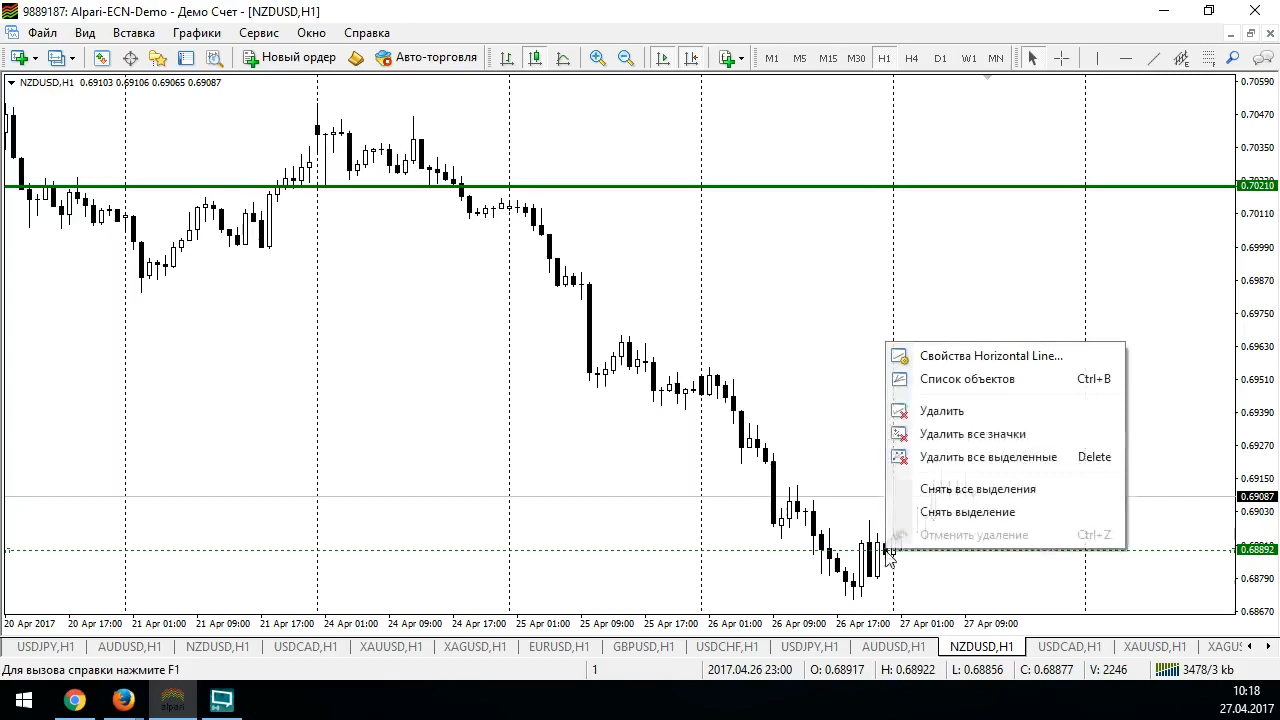 9889187: Alpari-ECN-Demo - Демо Счет - [NZDUSD,H1]
Файл Вид Вставка Графики Сервис Окно Справка
Новый ордер Авто-торговля M1 M5 M15 M30 H1 H4 D1 W1 MN
NZDUSD,H1 0.69103 0.69106 0.69065 0.69087
0.70590
0.70470
0.70350
0.70210
0.70110
0.69990
0.69870
0.69750
0.69630
Свойства Horizontal Line...
Список объектов Ctrl+B
0.69510
Удалить
0.69390
Удалить все значки
0.69270
Удалить все выделенные Delete
0.69150
Снять все выделения
0.69087
Снять выделение
0.69030
Отменить удаление Ctrl+Z
0.68892
0.68790
0.68670
20 Apr 2017 20 Apr 17:00 21 Apr 01:00 21 Apr 09:00 21 Apr 17:00 24 Apr 01:00 24 Apr 09:00 24 Apr 17:00 25 Apr 01:00 25 Apr 09:00 25 Apr 17:00 26 Apr 01:00 26 Apr 09:00 26 Apr 17:00 27 Apr 01:00 27 Apr 09:00
USDJPY,H1 AUDUSD,H1 NZDUSD,H1 USDCAD,H1 XAUUSD,H1 XAGUSD,H1 EURUSD,H1 GBPUSD,H1 USDCHF,H1 USDJPY,H1 AUDUSD,H1 NZDUSD,H1 USDCAD,H1 XAUUSD,H1 XAGUS
Для вызова справки нажмите F1 1 2017.04.26 23:00 O: 0.68917 H: 0.68922 L: 0.68856 C: 0.68877 V: 2246 3478/3 kb
alpari
10:18
27.04.2017